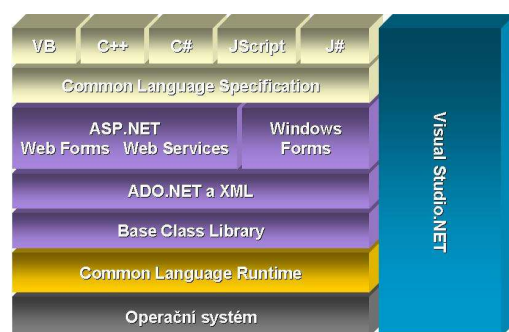 VB C++ C# JScript J#
Common Language Specification
ASP.NET
Web Forms Web Services
Windows
Forms
ADO.NET a XML
Base Class Library
Common Language Runtime
Operační systém
Visual Studio.NET